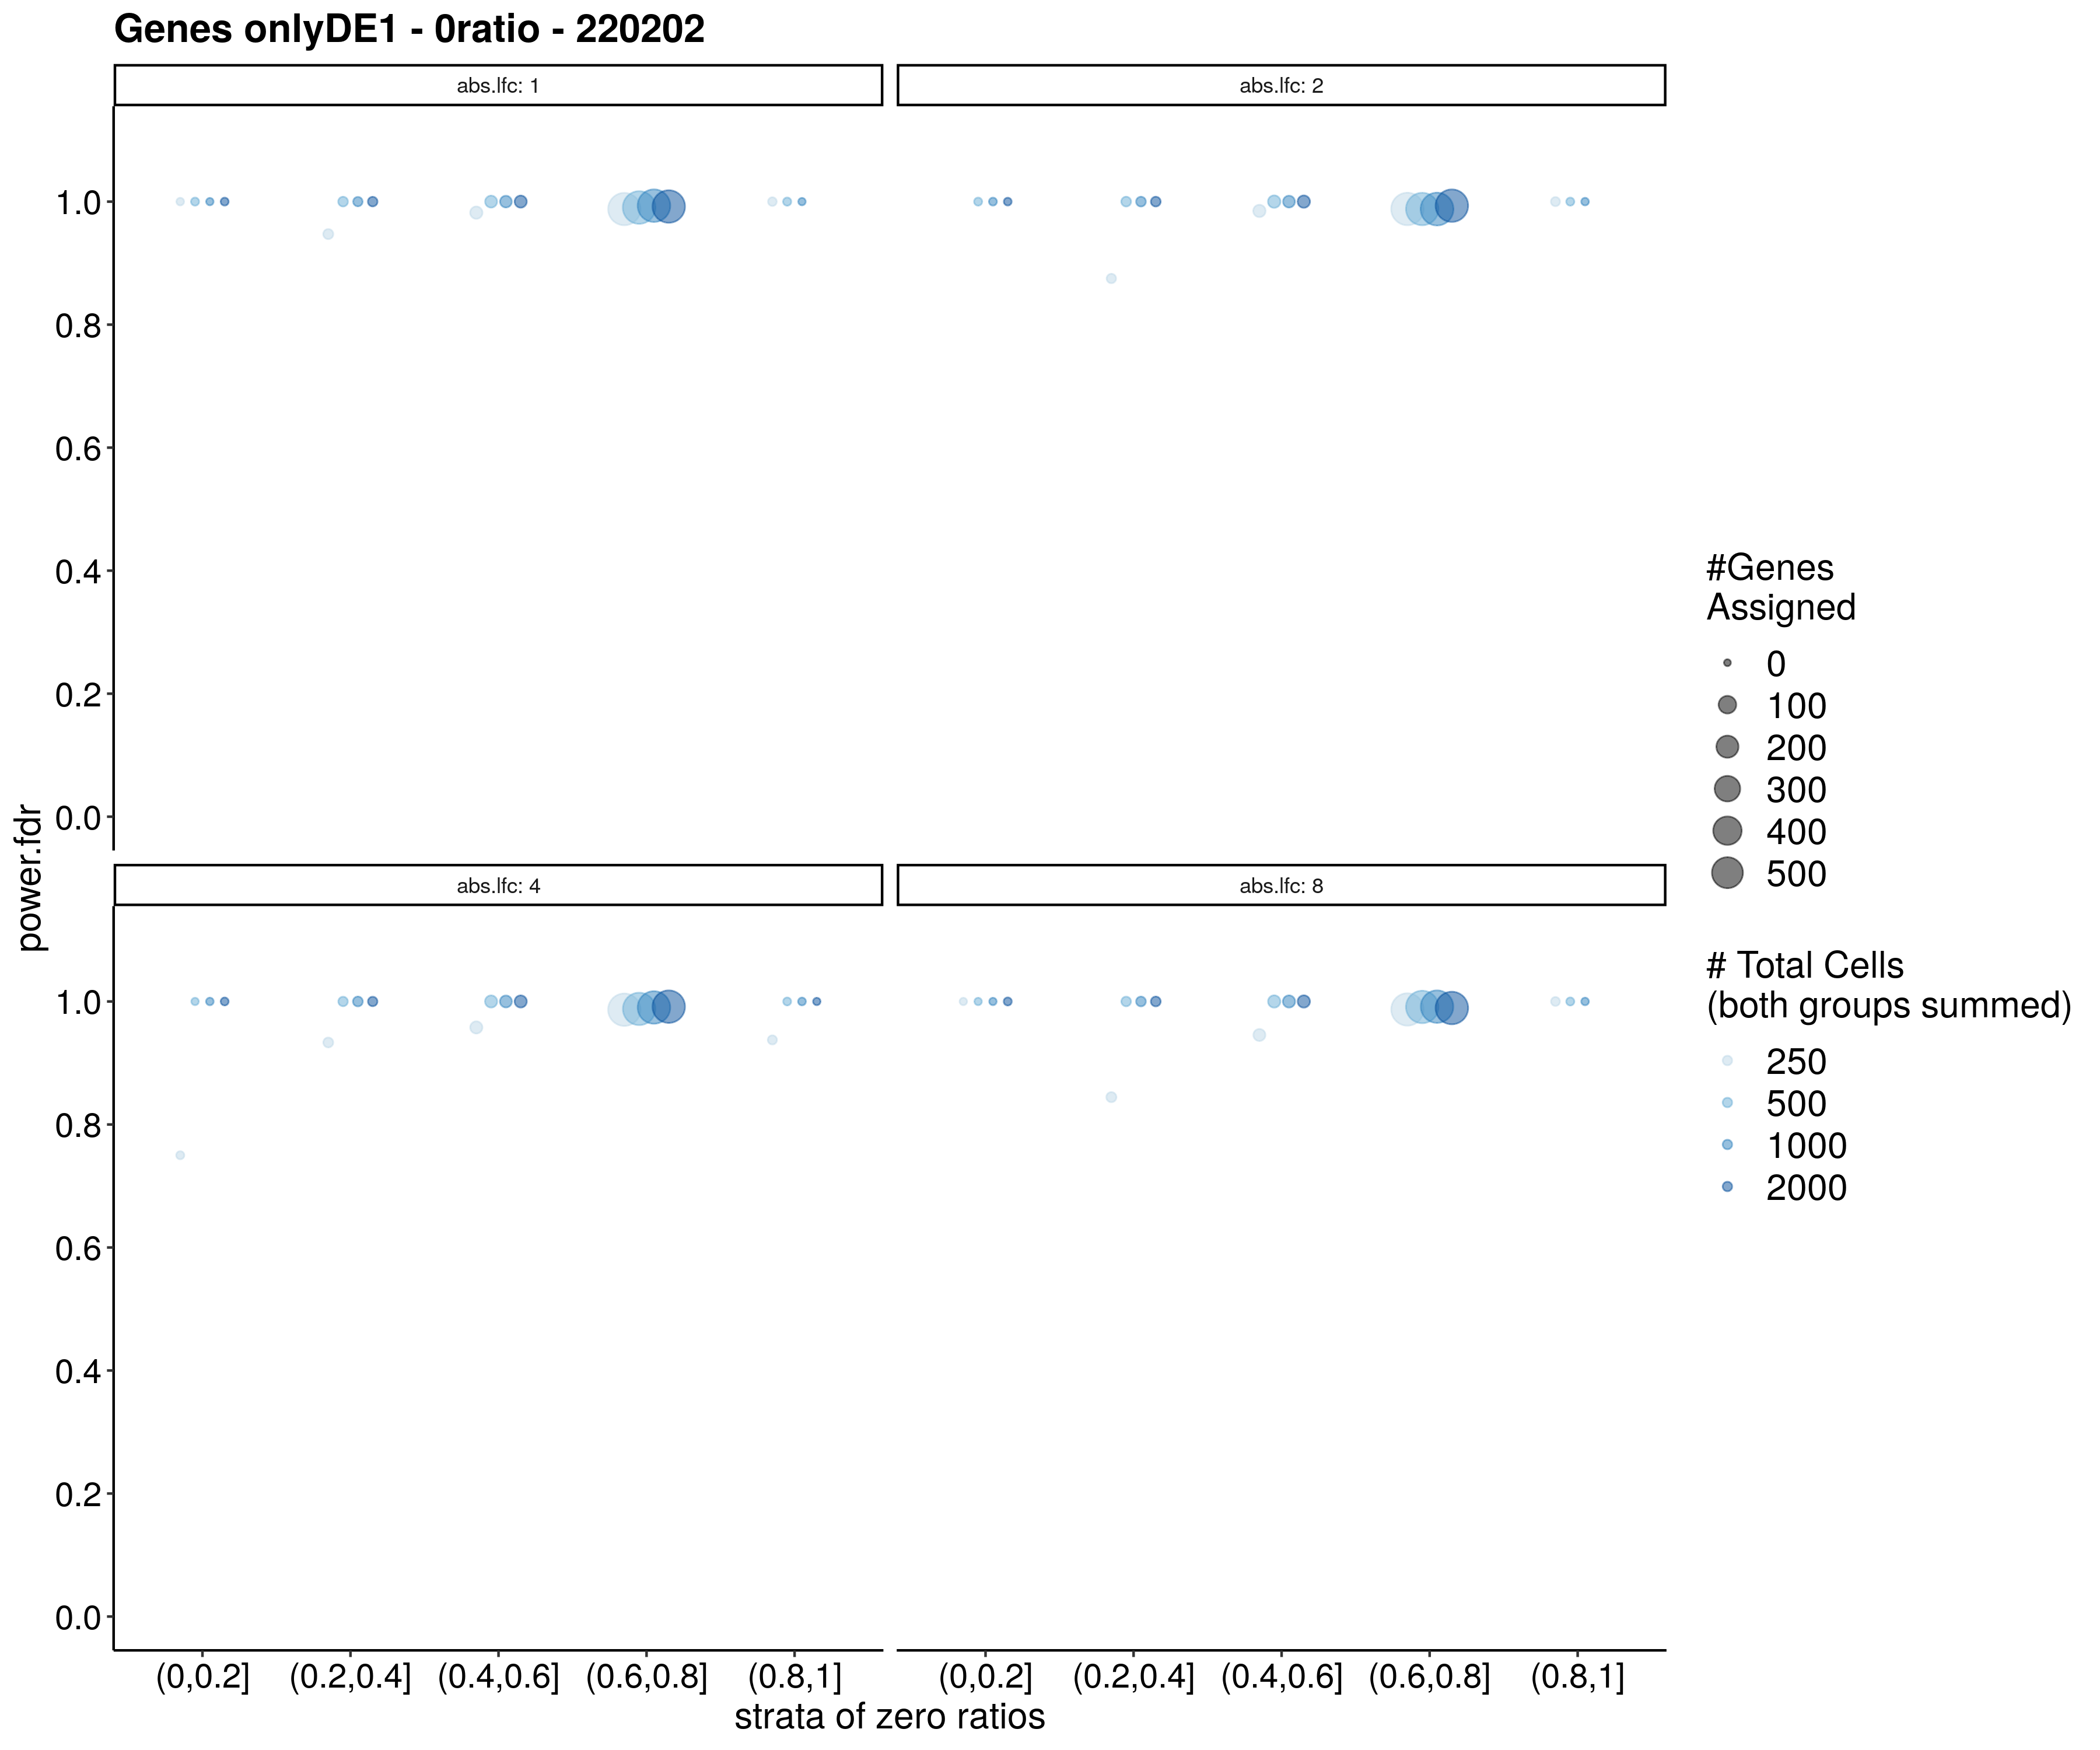 Genes onlyDE1 - 0ratio - 220202
abs.lfc: 1
abs.lfc: 2
1.0
0.8
0.6
0.4
0.2
0.0
abs.lfc: 4
abs.lfc: 8
1.0
0.8
0.6
0.4
0.2
0.0
power.fdr
(0,0.2] (0.2,0.4] (0.4,0.6] (0.6,0.8] (0.8,1]
(0,0.2] (0.2,0.4] (0.4,0.6] (0.6,0.8] (0.8,1]
strata of zero ratios
#Genes
Assigned
0
100
200
300
400
500
# Total Cells
(both groups summed)
250
500
1000
2000